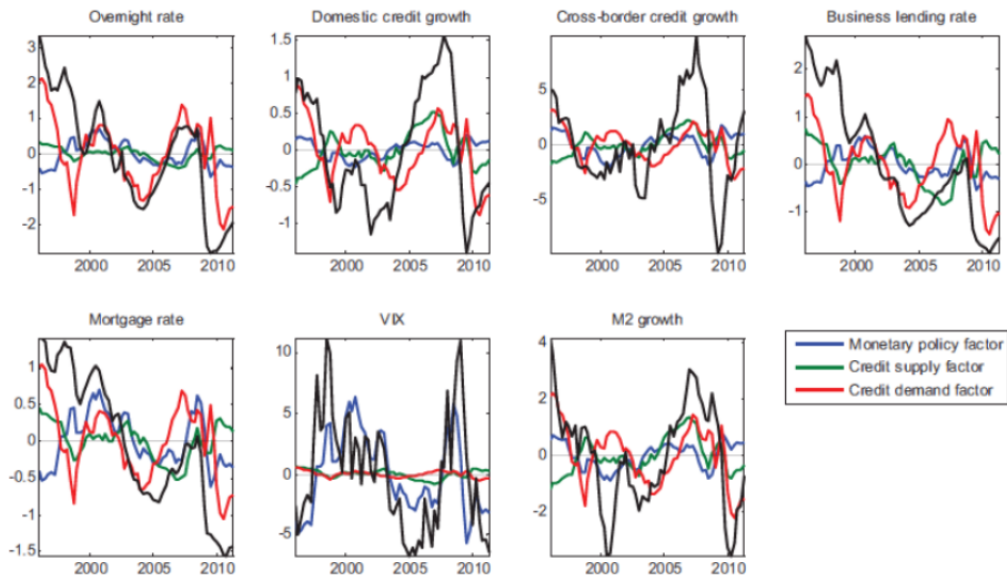 Overnight rate
3
2
1
0
-1
-2
2000 2005 2010
Domestic credit growth
1.5
1
0.5
0
-0.5
-1
2000 2005 2010
Cross-border credit growth
5
0
-5
2000 2005 2010
Business lending rate
2
1
0
-1
2000 2005 2010
Mortgage rate
1
0.5
0
-0.5
-1
-1.5
2000 2005 2010
VIX
10
5
0
-5
2000 2005 2010
M2 growth
4
2
0
-2
2000 2005 2010
Monetary policy factor
Credit supply factor
Credit demand factor